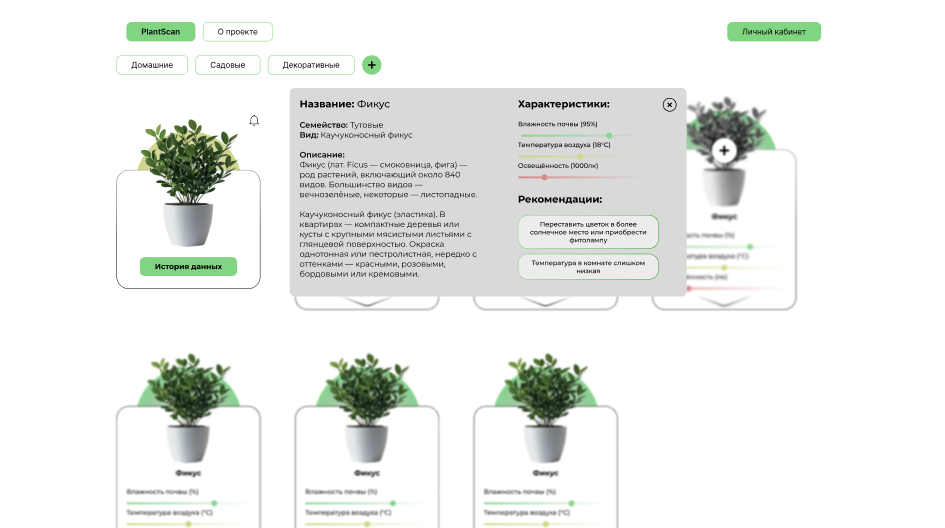 PlantScan
О проекте
Личный кабинет
Домашние
Садовые
Декоративные
История данных
Название: Фикус
Семейство: Тутовые
Вид: Каучуконосный фикус
Описание:
Фикус (лат. Ficus — смоковница, фига) —
род растений, включающий около 840
видов. Большинство видов —
вечнозелёные, некоторые — листопадные.
Каучуконосный фикус (эластика). В
квартирах — компактные деревья или
кусты с крупными мясистыми листьями с
глянцевой поверхностью. Окраска
однотонная или пестролистная, нередко с
оттенками — красными, розовыми,
бордовыми или кремовыми.
Характеристики:
Влажность почвы (95%)
Температура воздуха (18°C)
Освещённость (1000лк)
Рекомендации:
Переставить цветок в более
солнечное место или приобрести
фитолампу
Температура в комнате слишком
низкая
Фикус
почвы (%)
воздуха (°C)
(лк)
Фикус
Влажность почвы (%)
Температура воздуха (°C)
Фикус
Влажность почвы (%)
Температура воздуха (°C)
Фикус
Влажность почвы (%)
Температура воздуха (°C)